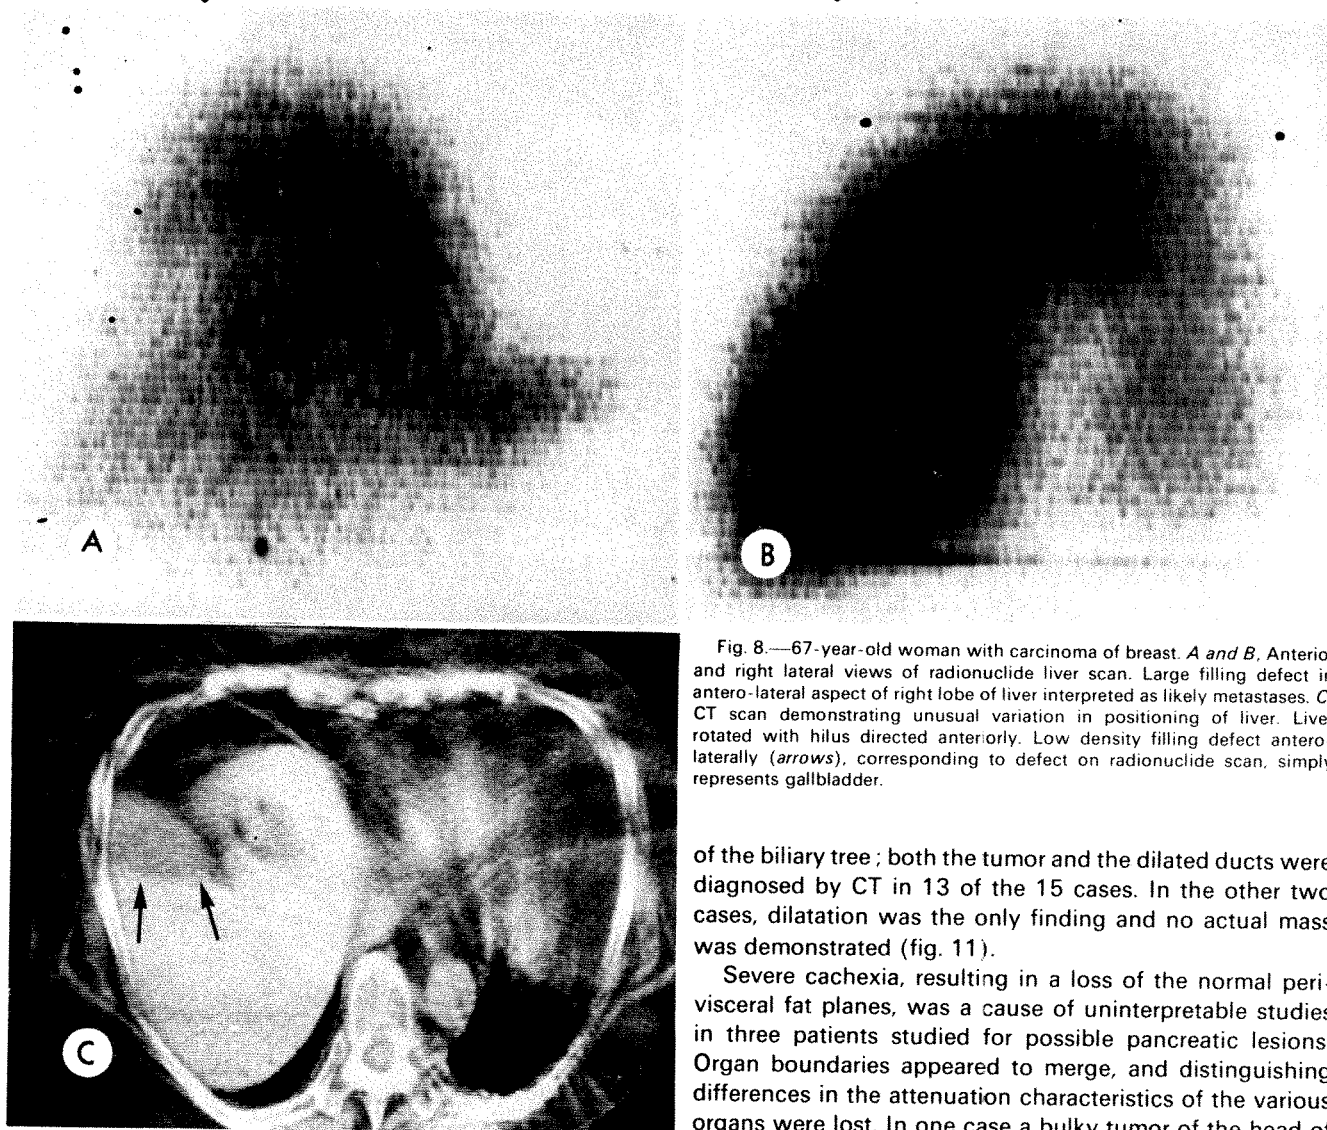 A
B
C
Fig. 8.—67-year-old woman with carcinoma of breast. A and B, Anterio
and right lateral views of radionuclide liver scan. Large filling defect i
antero-lateral aspect of right lobe of liver interpreted as likely metastases. C
CT scan demonstrating unusual variation in positioning of liver. Live
rotated with hilus directed anteriorly. Low density filling defect antero
laterally (arrows), corresponding to defect on radionuclide scan, simply
represents gallbladder.
of the biliary tree; both the tumor and the dilated ducts were
diagnosed by CT in 13 of the 15 cases. In the other two
cases, dilatation was the only finding and no actual mass
was demonstrated (fig. 11).
Severe cachexia, resulting in a loss of the normal peri-
visceral fat planes, was a cause of uninterpretable studies
in three patients studied for possible pancreatic lesions
Organ boundaries appeared to merge, and distinguishing
differences in the attenuation characteristics of the various
organs were lost. In one case a bulky tumor of the head of